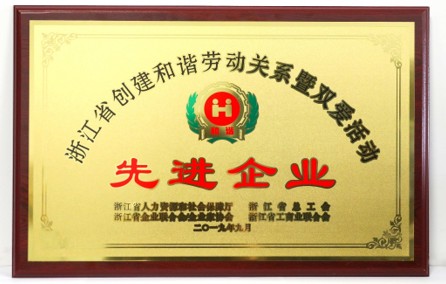 浙江省创建和谐劳动关系暨双爱活动
和谐
先进企业
浙江省人力资源和社会保障厅 浙江省总工会
浙江省企业联合会/企业家协会 浙江省工商业联合会
二〇一九年九月